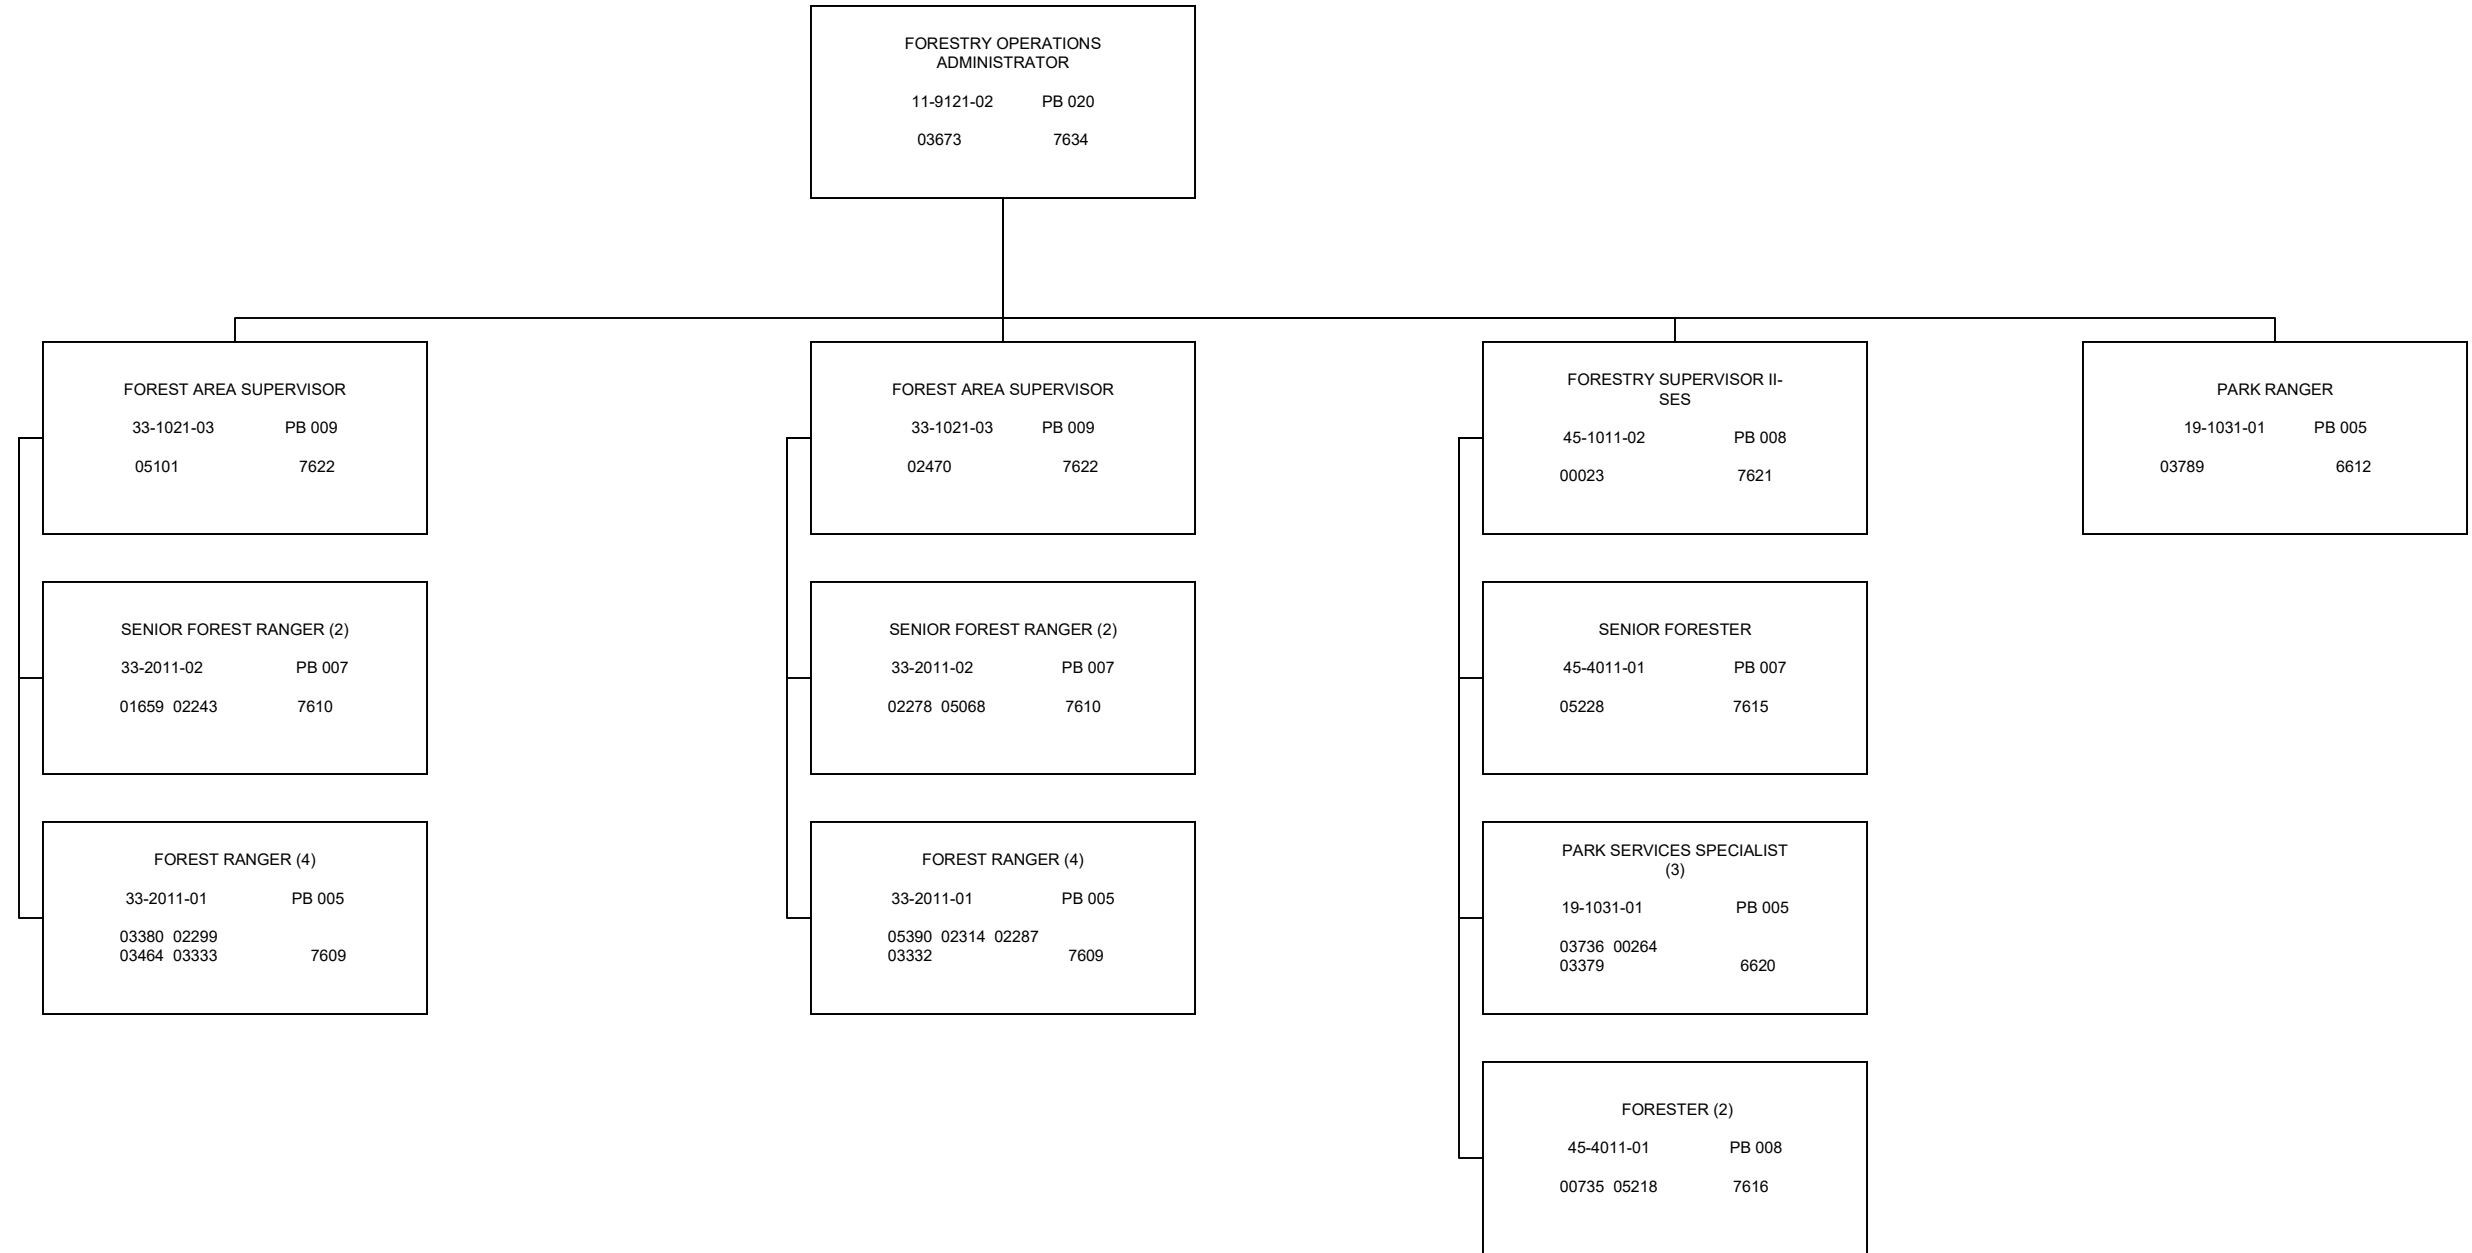 FORESTRY OPERATIONS
ADMINISTRATOR
11-9121-02 PB 020
03673 7634
FOREST AREA SUPERVISOR
33-1021-03 PB 009
05101 7622
SENIOR FOREST RANGER (2)
33-2011-02 PB 007
01659 02243 7610
FOREST RANGER (4)
33-2011-01 PB 005
03380 02299
03464 03333 7609
FOREST AREA SUPERVISOR
33-1021-03 PB 009
02470 7622
SENIOR FOREST RANGER (2)
33-2011-02 PB 007
02278 05068 7610
FOREST RANGER (4)
33-2011-01 PB 005
05390 02314 02287
03332 7609
FORESTRY SUPERVISOR II-
SES
45-1011-02 PB 008
00023 7621
SENIOR FORESTER
45-4011-01 PB 007
05228 7615
PARK SERVICES SPECIALIST
(3)
19-1031-01 PB 005
03736 00264
03379 6620
FORESTER (2)
45-4011-01 PB 008
00735 05218 7616
PARK RANGER
19-1031-01 PB 005
03789 6612